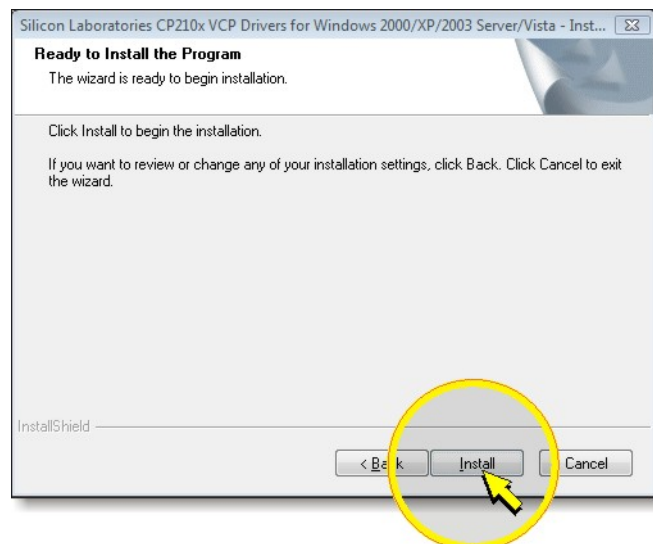 Silicon Laboratories CP210x VCP Drivers for Windows 2000/XP/2003 Server/Vista - Inst...
Ready to Install the Program
The wizard is ready to begin installation.
Click Install to begin the installation.
If you want to review or change any of your installation settings, click Back. Click Cancel to exit
the wizard.
InstallShield
< Back Install Cancel